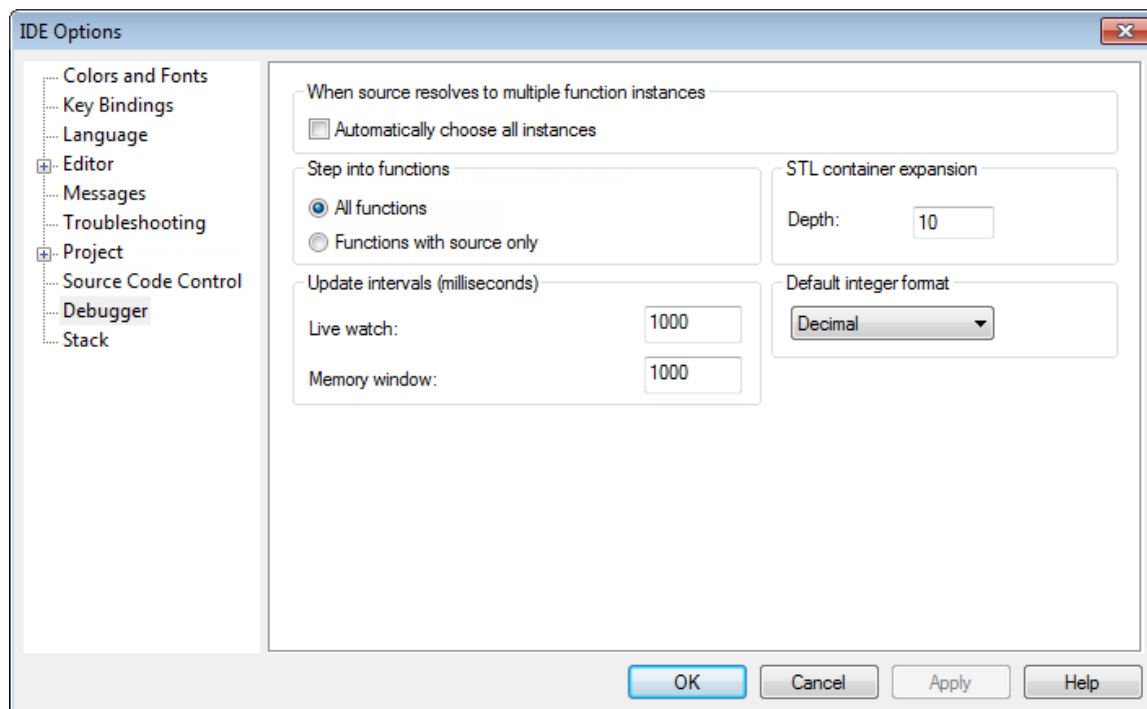 IDE Options
Colors and Fonts
Key Bindings
Language
Editor
Messages
Troubleshooting
Project
Source Code Control
Debugger
Stack
When source resolves to multiple function instances
Automatically choose all instances
Step into functions
All functions
Functions with source only
STL container expansion
Depth: 10
Update intervals (milliseconds)
Live watch: 1000
Memory window: 1000
Default integer format
Decimal
OK Cancel Apply Help